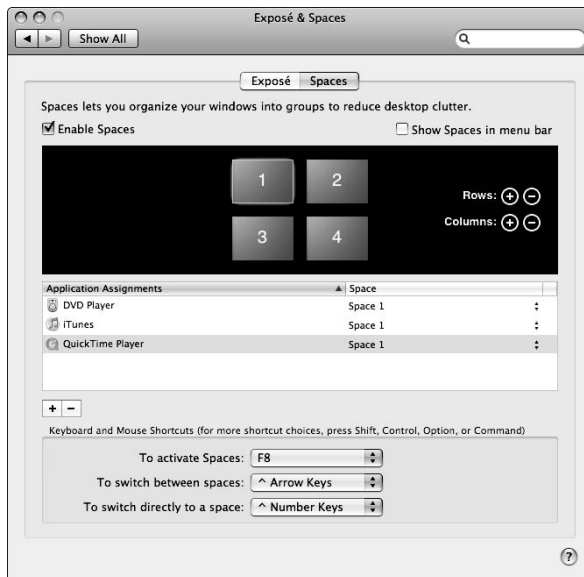 Exposé & Spaces
Show All
Exposé Spaces
Spaces lets you organize your windows into groups to reduce desktop clutter.
Enable Spaces Show Spaces in menu bar
1 2
Rows:
Columns:
3 4
Application Assignments Space
DVD Player Space 1
iTunes Space 1
QuickTime Player Space 1
Keyboard and Mouse Shortcuts (for more shortcut choices, press Shift, Control, Option, or Command)
To activate Spaces: F8
To switch between spaces: ^ Arrow Keys
To switch directly to a space: ^ Number Keys
?